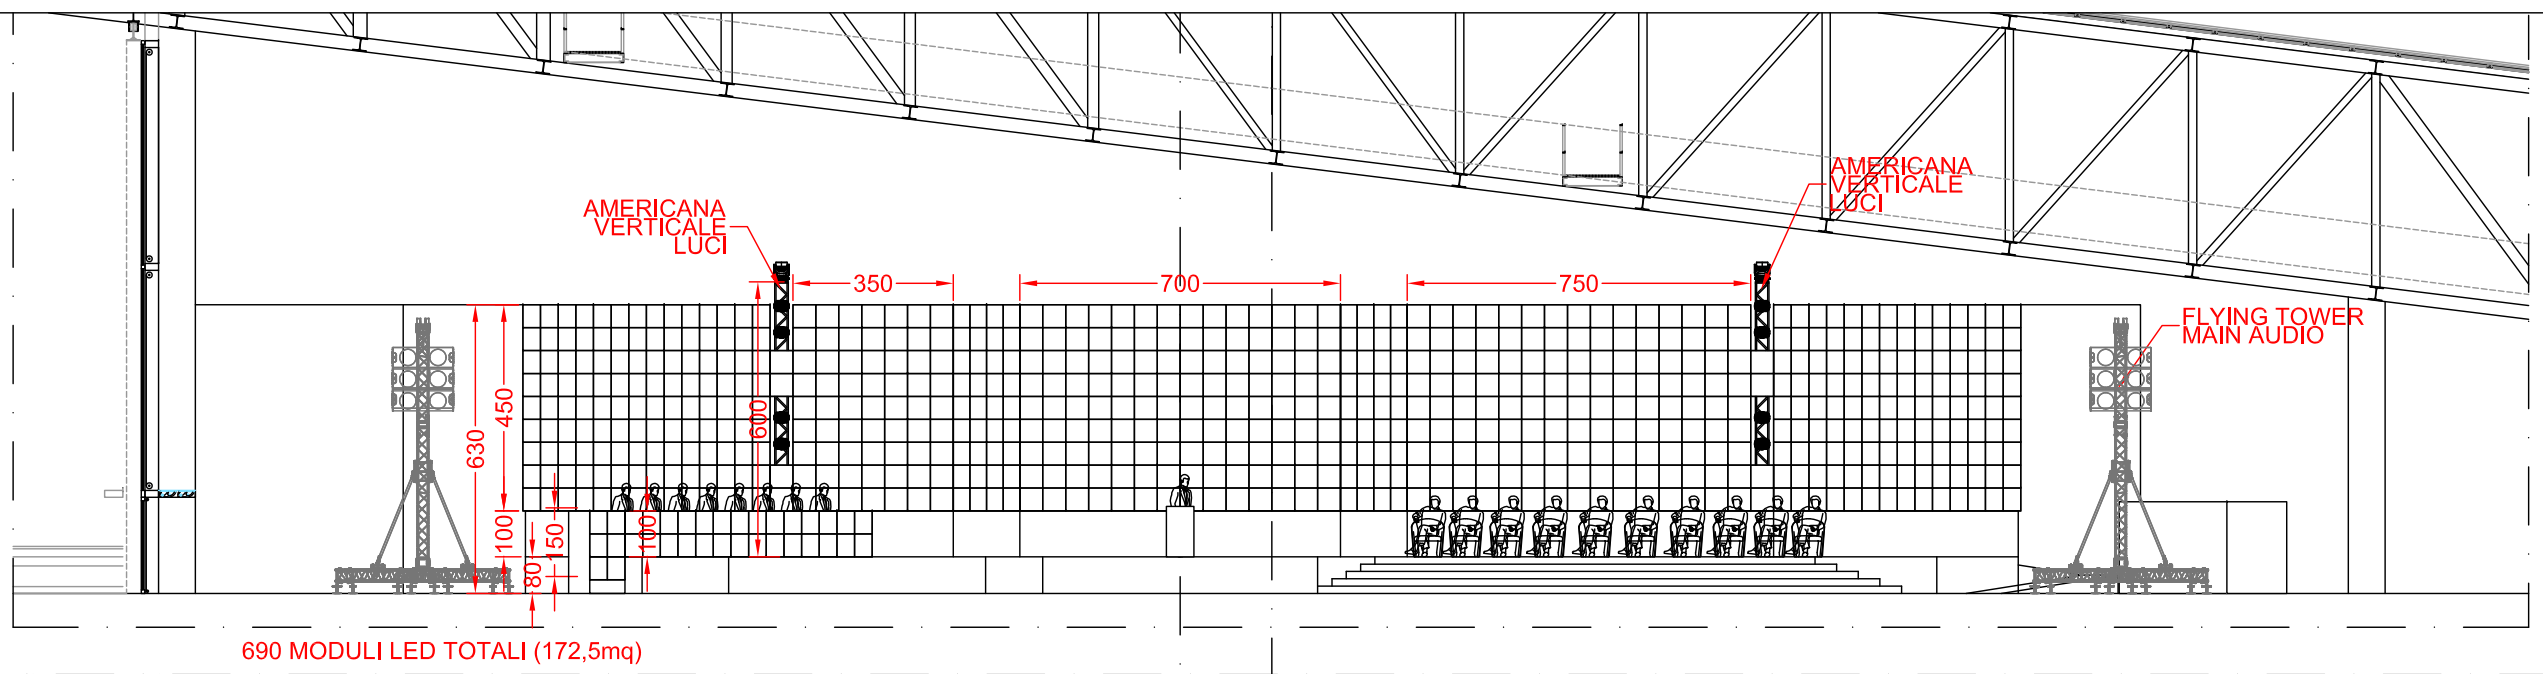 AMERICANA
VERTICALE
LUCI
AMERICANA
VERTICALE
LUCI
350
700
750
FLYING TOWER
MAIN AUDIO
630
450
600
100
150
100
80
690 MODULI LED TOTALI (172,5mq)